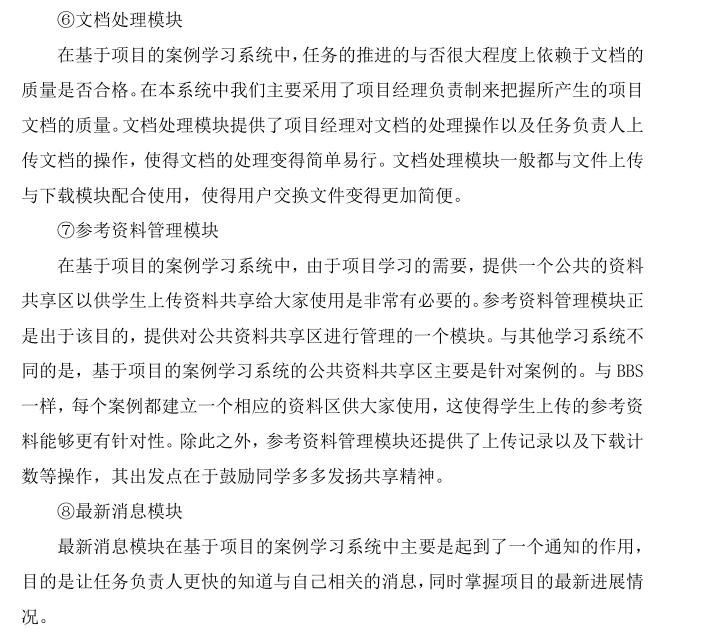 ⑥文档处理模块
在基于项目的案例学习系统中，任务的推进的与否很大程度上依赖于文档的
质量是否合格。在本系统中我们主要采用了项目经理负责制来把握所产生的项目
文档的质量。文档处理模块提供了项目经理对文档的处理操作以及任务负责人上
传文档的操作，使得文档的处理变得简单易行。文档处理模块一般都与文件上传
与下载模块配合使用，使得用户交换文件变得更加简便。
⑦参考资料管理模块
在基于项目的案例学习系统中，由于项目学习的需要，提供一个公共的资料
共享区以供学生上传资料共享给大家使用是非常有必要的。参考资料管理模块正
是出于该目的，提供对公共资料共享区进行管理的一个模块。与其他学习系统不
同的是，基于项目的案例学习系统的公共资料共享区主要是针对案例的。与 BBS
一样，每个案例都建立一个相应的资料区供大家使用，这使得学生上传的参考资
料能够更有针对性。除此之外，参考资料管理模块还提供了上传记录以及下载计
数等操作，其出发点在于鼓励同学多多发扬共享精神。
⑧最新消息模块
最新消息模块在基于项目的案例学习系统中主要是起到了一个通知的作用，
目的是让任务负责人更快的知道与自己相关的消息，同时掌握项目的最新进展情
况。